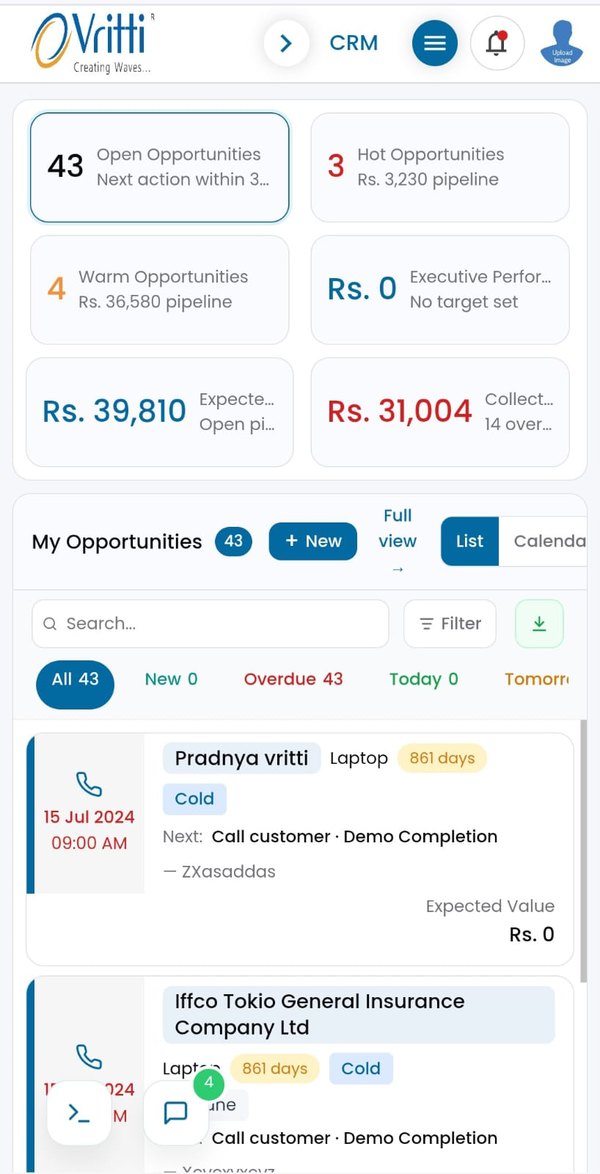 Vritti
Creating Waves...
CRM
Upload
Image
43 Open Opportunities
Next action within 3...
3 Hot Opportunities
Rs. 3,230 pipeline
4 Warm Opportunities
Rs. 36,580 pipeline
Rs. 0 Executive Perfor...
No target set
Rs. 39,810 Expecte...
Open pi...
Rs. 31,004 Collect...
14 over...
My Opportunities 43
+ New
Full
view
→
List
Calenda
Search...
Filter
All 43 New 0 Overdue 43 Today 0 Tomorr
15 Jul 2024
09:00 AM
Pradnya vritti Laptop 861 days
Cold
Next: Call customer · Demo Completion
— ZXasaddas
Expected Value
Rs. 0
Iffco Tokio General Insurance
Company Ltd
Laptop 861 days Cold
024
M
4
une
Call customer · Demo Completion